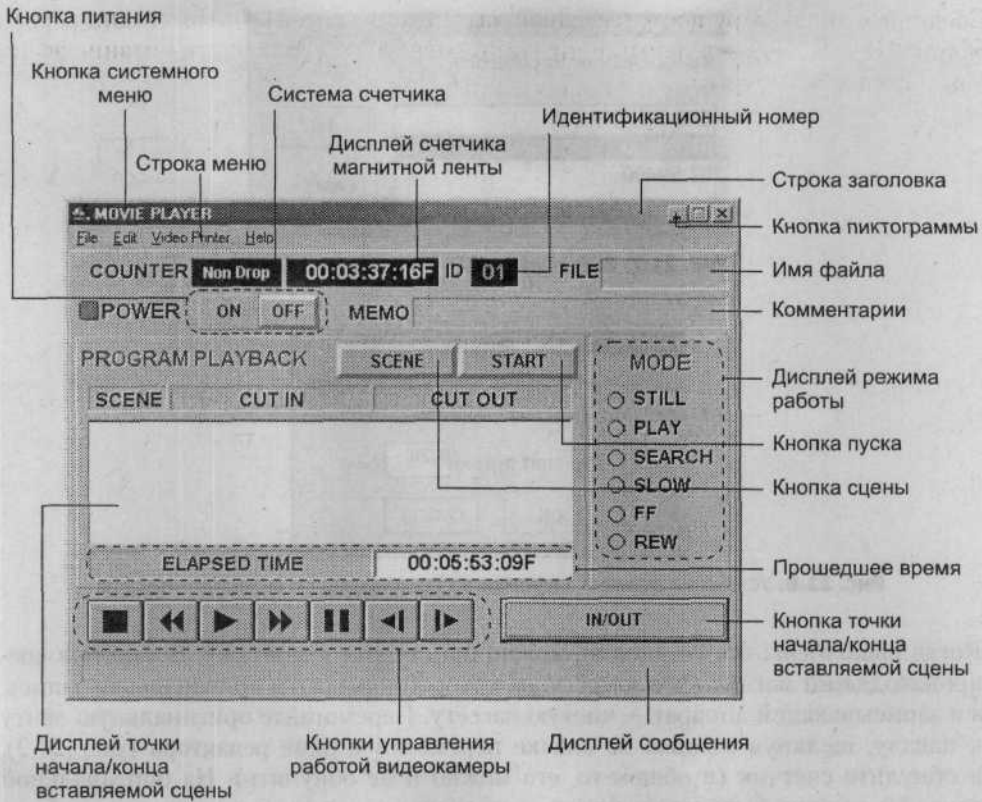 Кнопка питания
Кнопка системного
меню
Система счетчика
Идентификационный номер
Строка меню
Дисплей счетчика
магнитной ленты
Строка заголовка
MOVIE PLAYER
Кнопка пиктограммы
File Edit Video Printer Help
COUNTER Non Drop 00:03:37:16F ID 01 FILE
Имя файла
POWER ON OFF MEMO
Комментарии
PROGRAM PLAYBACK SCENE START
MODE
SCENE CUT IN CUT OUT
STILL
PLAY
SEARCH
SLOW
FF
REW
Дисплей режима
работы
Кнопка пуска
Кнопка сцены
ELAPSED TIME 00:05:53:09F
Прошедшее время
IN/OUT
Кнопка точки
начала/конца
вставляемой сцены
Дисплей точки
начала/конца
вставляемой сцены
Кнопки управления
работой видеокамеры
Дисплей сообщения